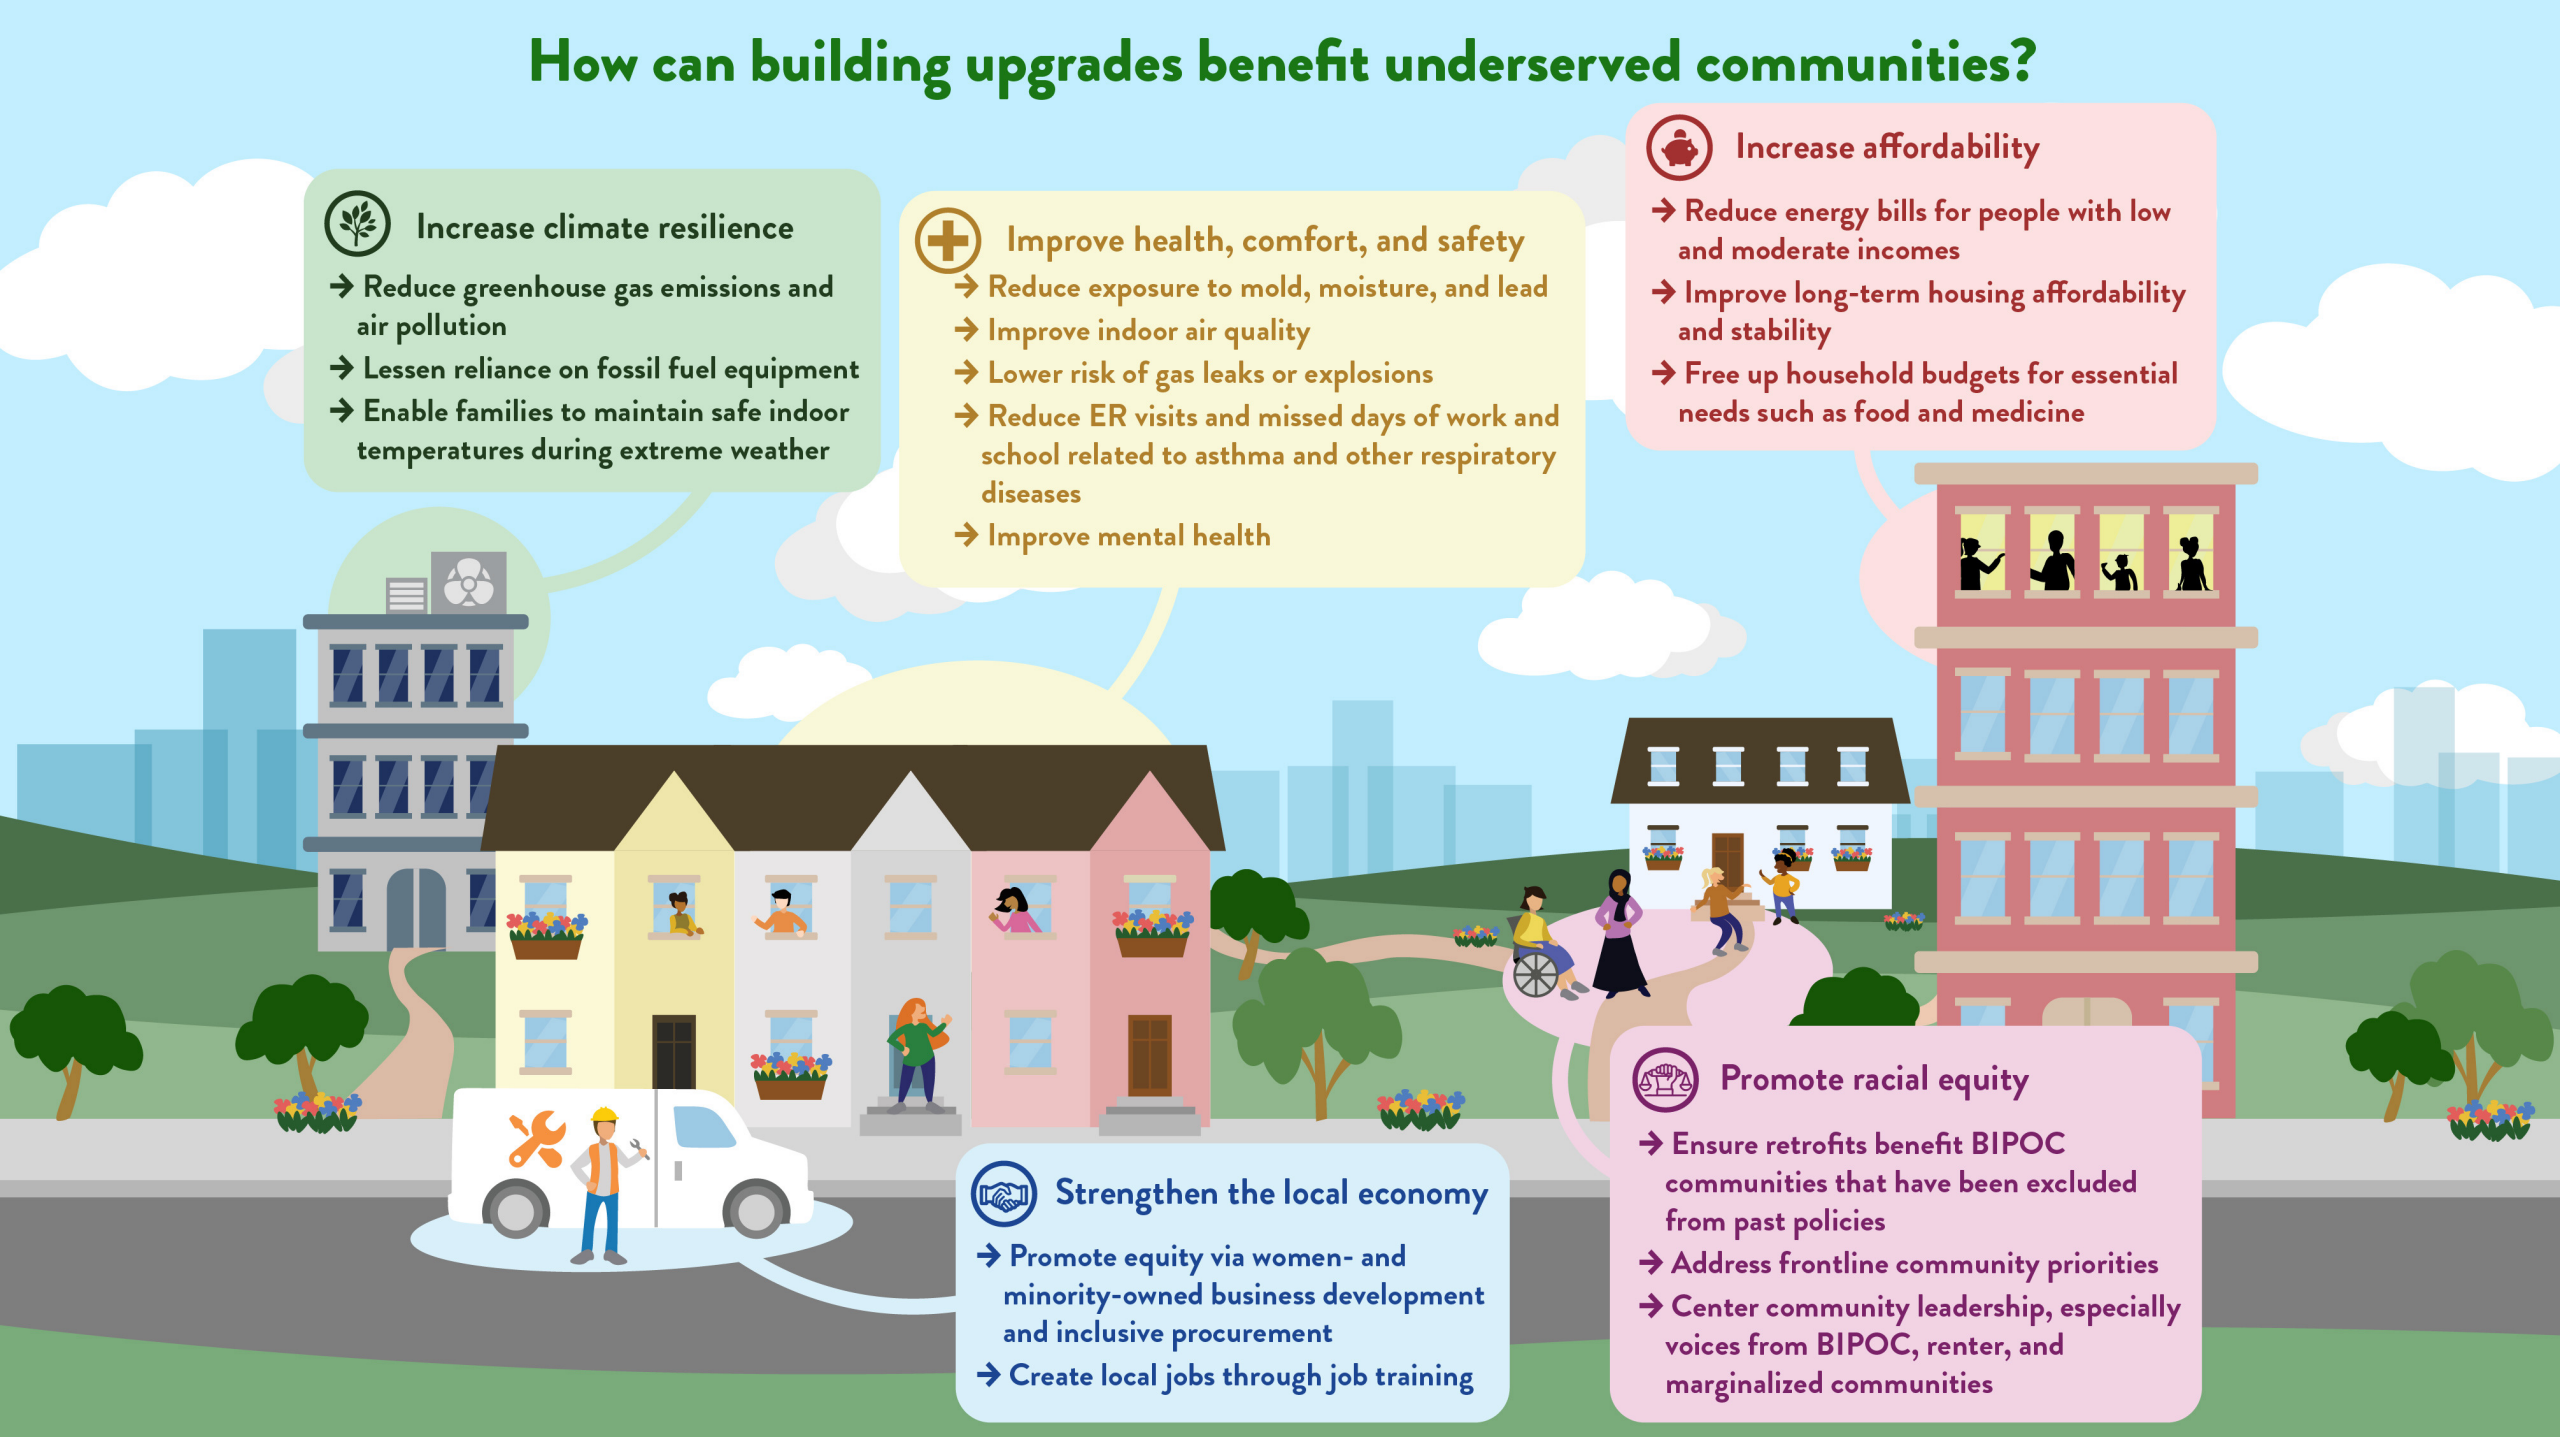 How can building upgrades benefit underserved communities?
Increase climate resilience
→ Reduce greenhouse gas emissions and
air pollution
→ Lessen reliance on fossil fuel equipment
→ Enable families to maintain safe indoor
temperatures during extreme weather
Improve health, comfort, and safety
→ Reduce exposure to mold, moisture, and lead
→ Improve indoor air quality
→ Lower risk of gas leaks or explosions
→ Reduce ER visits and missed days of work and
school related to asthma and other respiratory
diseases
→ Improve mental health
Increase affordability
→ Reduce energy bills for people with low
and moderate incomes
→ Improve long-term housing affordability
and stability
→ Free up household budgets for essential
needs such as food and medicine
Strengthen the local economy
→ Promote equity via women- and
minority-owned business development
and inclusive procurement
→ Create local jobs through job training
Promote racial equity
→ Ensure retrofits benefit BIPOC
communities that have been excluded
from past policies
→ Address frontline community priorities
→ Center community leadership, especially
voices from BIPOC, renter, and
marginalized communities